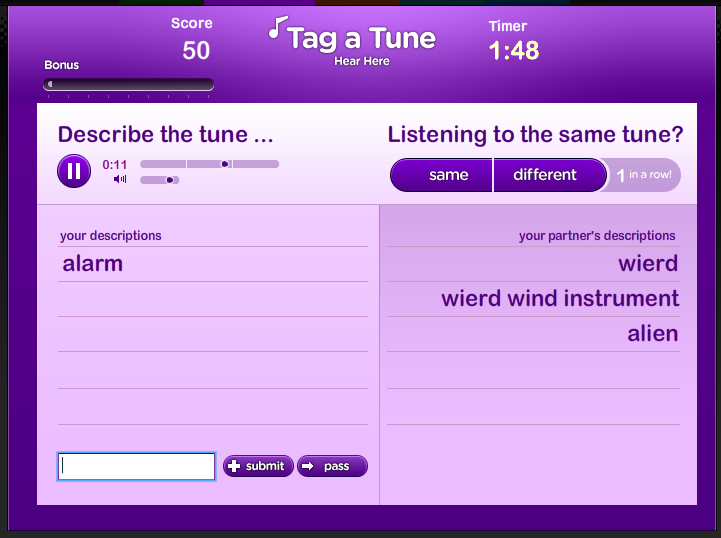 Score
50
Bonus
Tag a Tune
Hear Here
Timer
1:48
Describe the tune ...
0:11
Listening to the same tune?
same
different
1 in a row!
your descriptions
alarm
submit
pass
your partner's descriptions
wierd
wierd wind instrument
alien